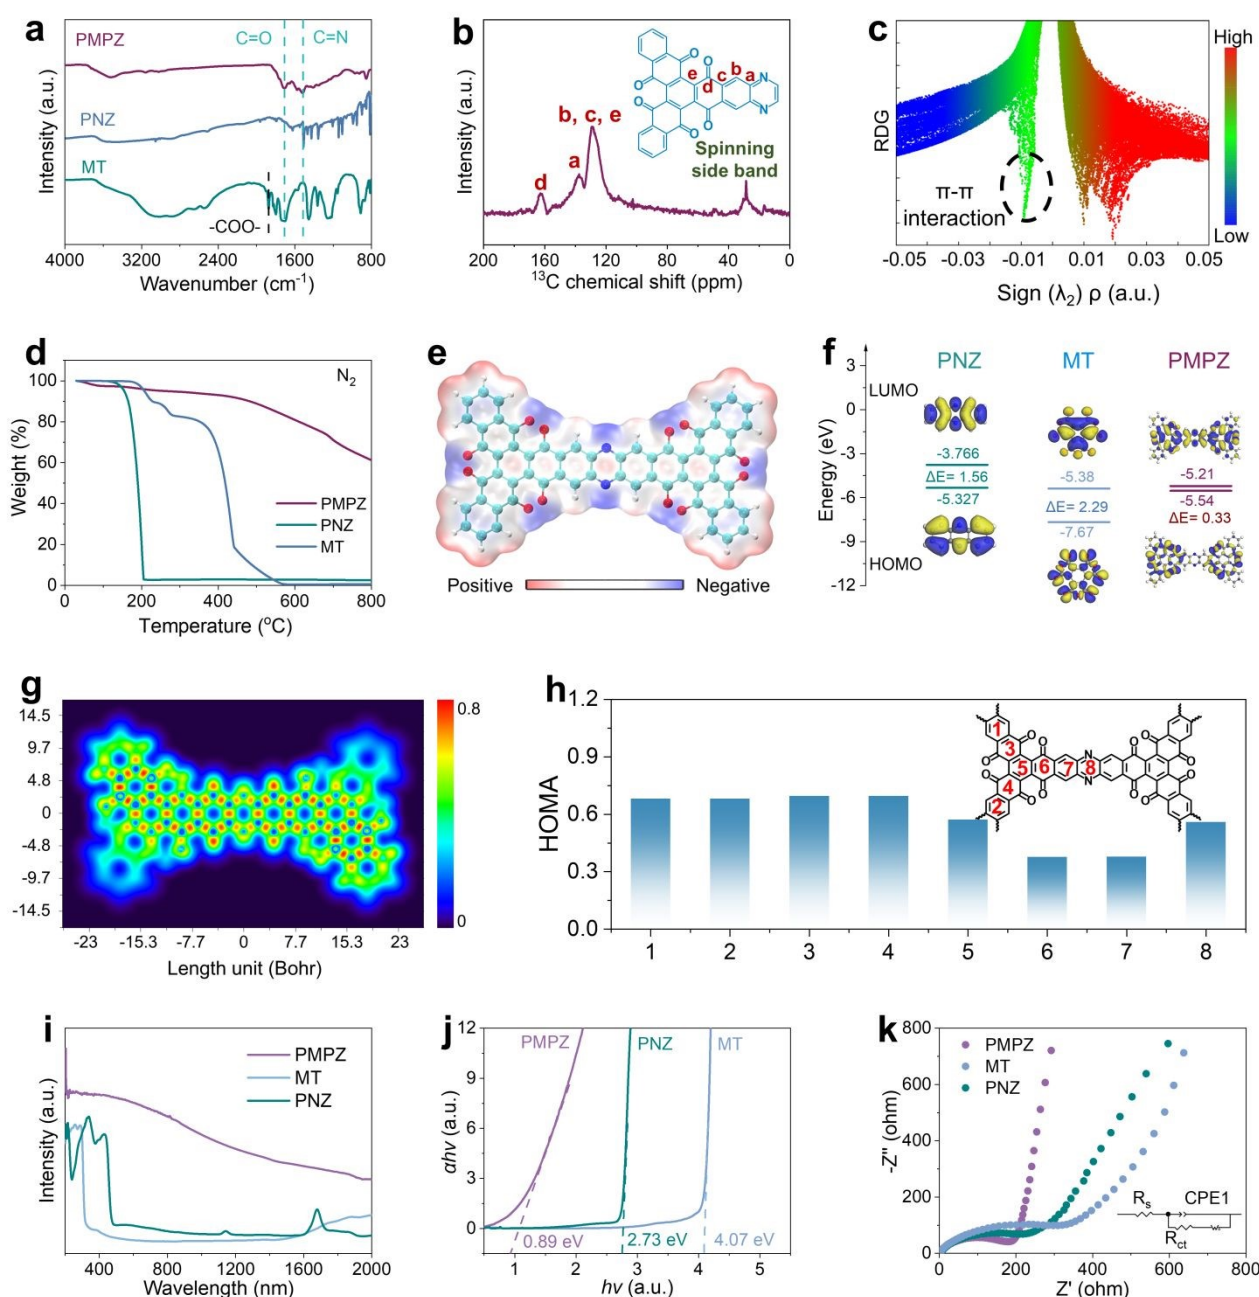 a
PMPZ
C=O
C=N
PNZ
MT
-COO-
Intensity (a.u.)
4000 3200 2400 1600 800
Wavenumber (cm⁻¹)
b
Intensity (a.u.)
O O O O O O
N
N
e d c b a
b, c, e
a
d
Spinning
side band
200 160 120 80 40 0
¹³C chemical shift (ppm)
c
High
RDG
π-π
interaction
Low
-0.05 -0.03 -0.01 0.01 0.03 0.05
Sign (λ₂) ρ (a.u.)
d
N₂
Weight (%)
100
80
60
40
20
0
PMPZ
PNZ
MT
0 200 400 600 800
Temperature (°C)
e
Positive Negative
f
PNZ MT PMPZ
Energy (eV)
3
0
-3
-6
-9
-12
LUMO
HOMO
-3.766
ΔE= 1.56
-5.327
-5.38
ΔE= 2.29
-7.67
-5.21
-5.54
ΔE= 0.33
g
14.5
9.7
4.8
0
-4.8
-9.7
-14.5
-23 -15.3 -7.7 0 7.7 15.3 23
Length unit (Bohr)
0.8
0
h
HOMA
1.2
0.9
0.6
0.3
0.0
1 2 3 4 5 6 7 8
1
3
5 6 7 8
4
2
O O O O O O
N
N
O O O O O O
i
PMPZ
MT
PNZ
Intensity (a.u.)
400 800 1200 1600 2000
Wavelength (nm)
j
PMPZ PNZ MT
αhv (a.u.)
12
9
6
3
0
0.89 eV 2.73 eV 4.07 eV
1 2 3 4 5
hv (a.u.)
k
PMPZ
MT
PNZ
-Z'' (ohm)
800
600
400
200
0
Rₛ CPE1
R꜀ₜ
0 200 400 600 800
Z' (ohm)